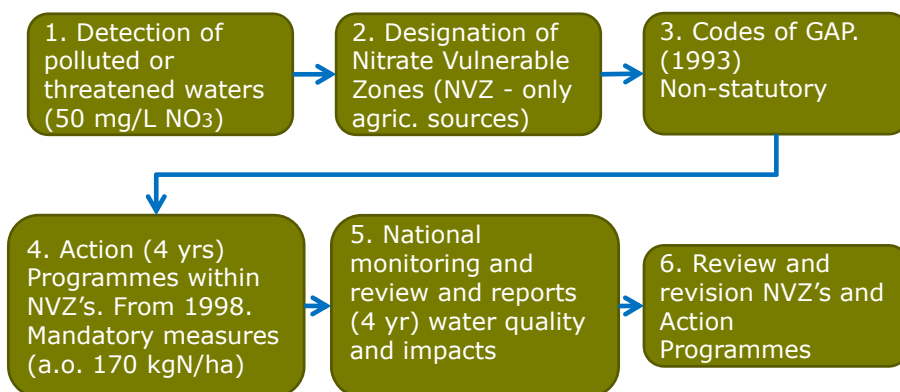 1. Detection of
polluted or
threatened waters
(50 mg/L NO3)
2. Designation of
Nitrate Vulnerable
Zones (NVZ - only
agric. sources)
3. Codes of GAP.
(1993)
Non-statutory
4. Action (4 yrs)
Programmes within
NVZ's. From 1998.
Mandatory measures
(a.o. 170 kgN/ha)
5. National
monitoring and
review and reports
(4 yr) water quality
and impacts
6. Review and
revision NVZ's and
Action
Programmes